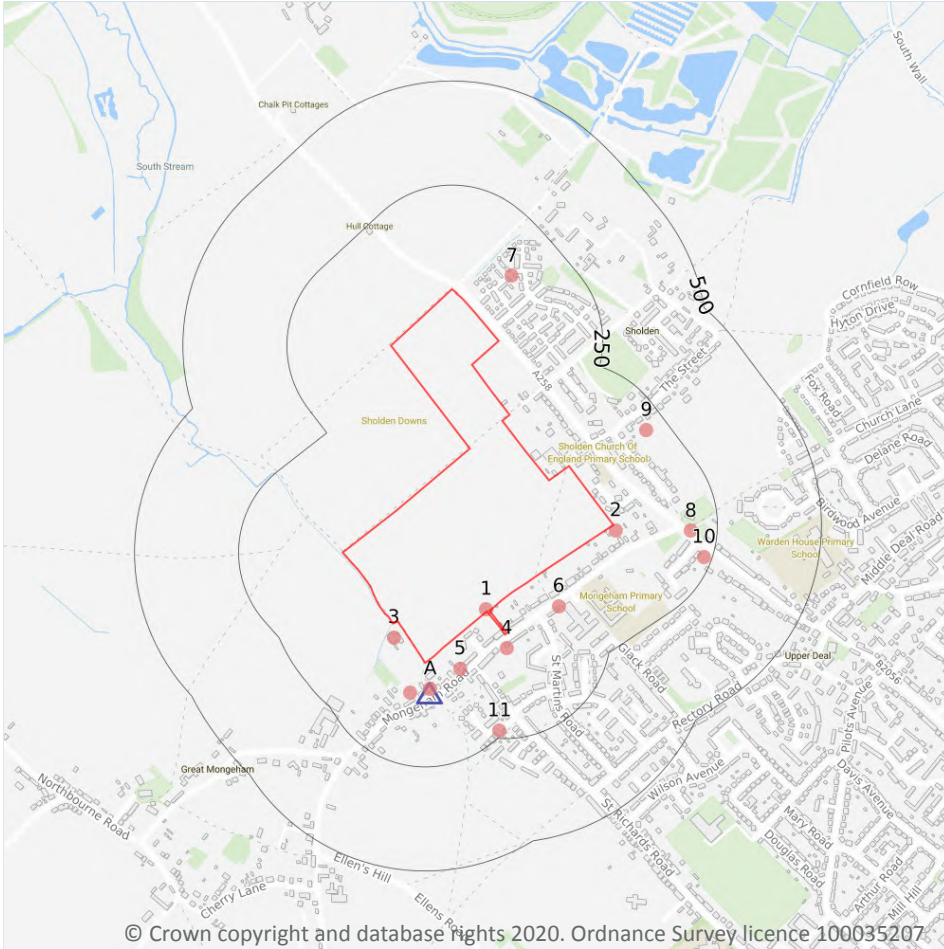 South Wall
Chalk Pit Cottages
South Stream
Hull Cottage
7
500
Cornfield Row
Hyton Drive
250
Sholden
The Street
A258
Fox Road
9
Church Lane
Sholden Downs
Sholden Church Of
England Primary School
Delane Road
2
8
Birdwood Avenue
10
Warden House Primary
School
Middle Deal Road
1
6
Mongeham Primary
School
3
4
5
A
Mongeham Road
St Martins Road
Glack Road
Upper Deal
B2056
Rectory Road
11
Pilots Avenue
Great Mongeham
Wilson Avenue
Davis Avenue
Northbourne Road
St Richards Road
Mary Road
Douglas Road
Ellen's Hill
Cherry Lane
Arthur Road
Mill Hill
© Crown copyright and database rights 2020. Ordnance Survey licence 100035207.